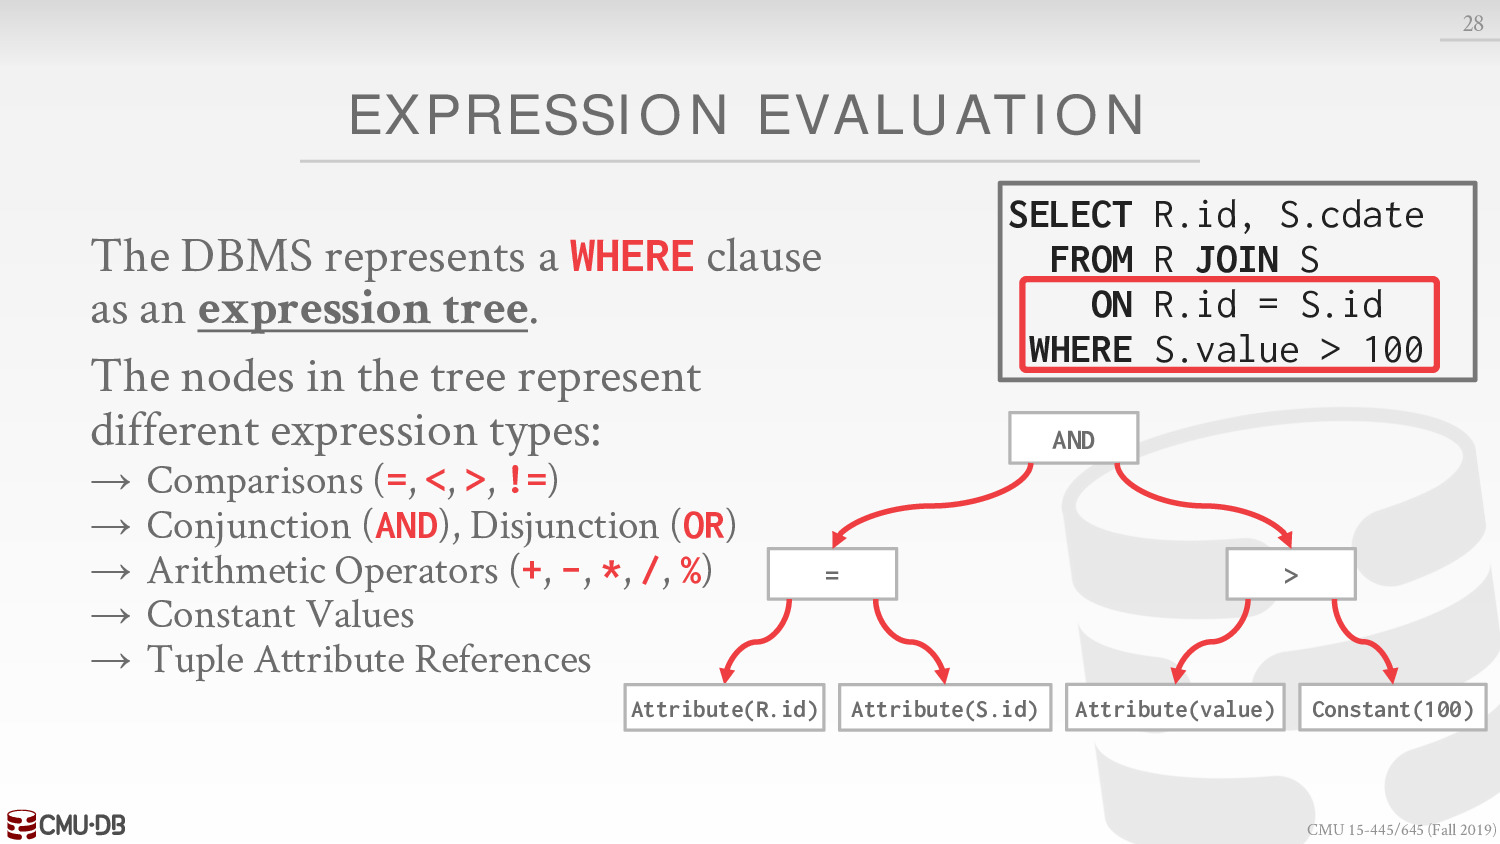 28
EXPRESSION EVALUATION
The DBMS represents a WHERE clause
as an expression tree.
The nodes in the tree represent
different expression types:
→ Comparisons (=, <, >, !=)
→ Conjunction (AND), Disjunction (OR)
→ Arithmetic Operators (+, -, *, /, %)
→ Constant Values
→ Tuple Attribute References
SELECT R.id, S.cdate
FROM R JOIN S
ON R.id = S.id
WHERE S.value > 100
AND
=
>
Attribute(R.id)
Attribute(S.id)
Attribute(value)
Constant(100)
CMU·DB
CMU 15-445/645 (Fall 2019)